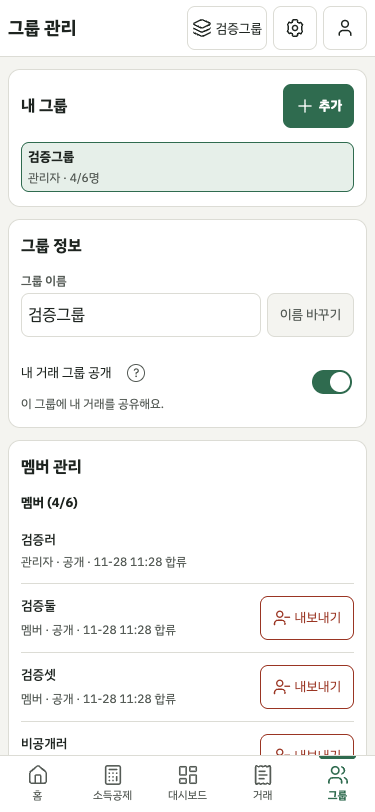 그룹 관리
검증그룹
내 그룹
추가
검증그룹
관리자 · 4/6명
그룹 정보
그룹 이름
검증그룹
이름 바꾸기
내 거래 그룹 공개 ?
이 그룹에 내 거래를 공유해요.
멤버 관리
멤버 (4/6)
검증러
관리자 · 공개 · 11-28 11:28 합류
검증둘
멤버 · 공개 · 11-28 11:28 합류
내보내기
검증셋
멤버 · 공개 · 11-28 11:28 합류
내보내기
비공개러
내보내기
홈
소득공제
대시보드
거래
그룹